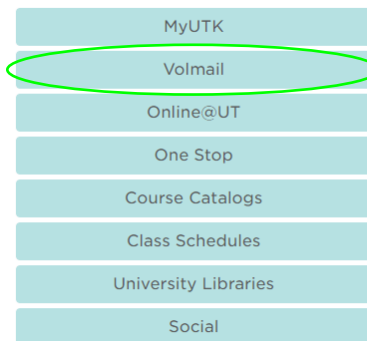 MyUTK
Volmail
Online@UT
One Stop
Course Catalogs
Class Schedules
University Libraries
Social